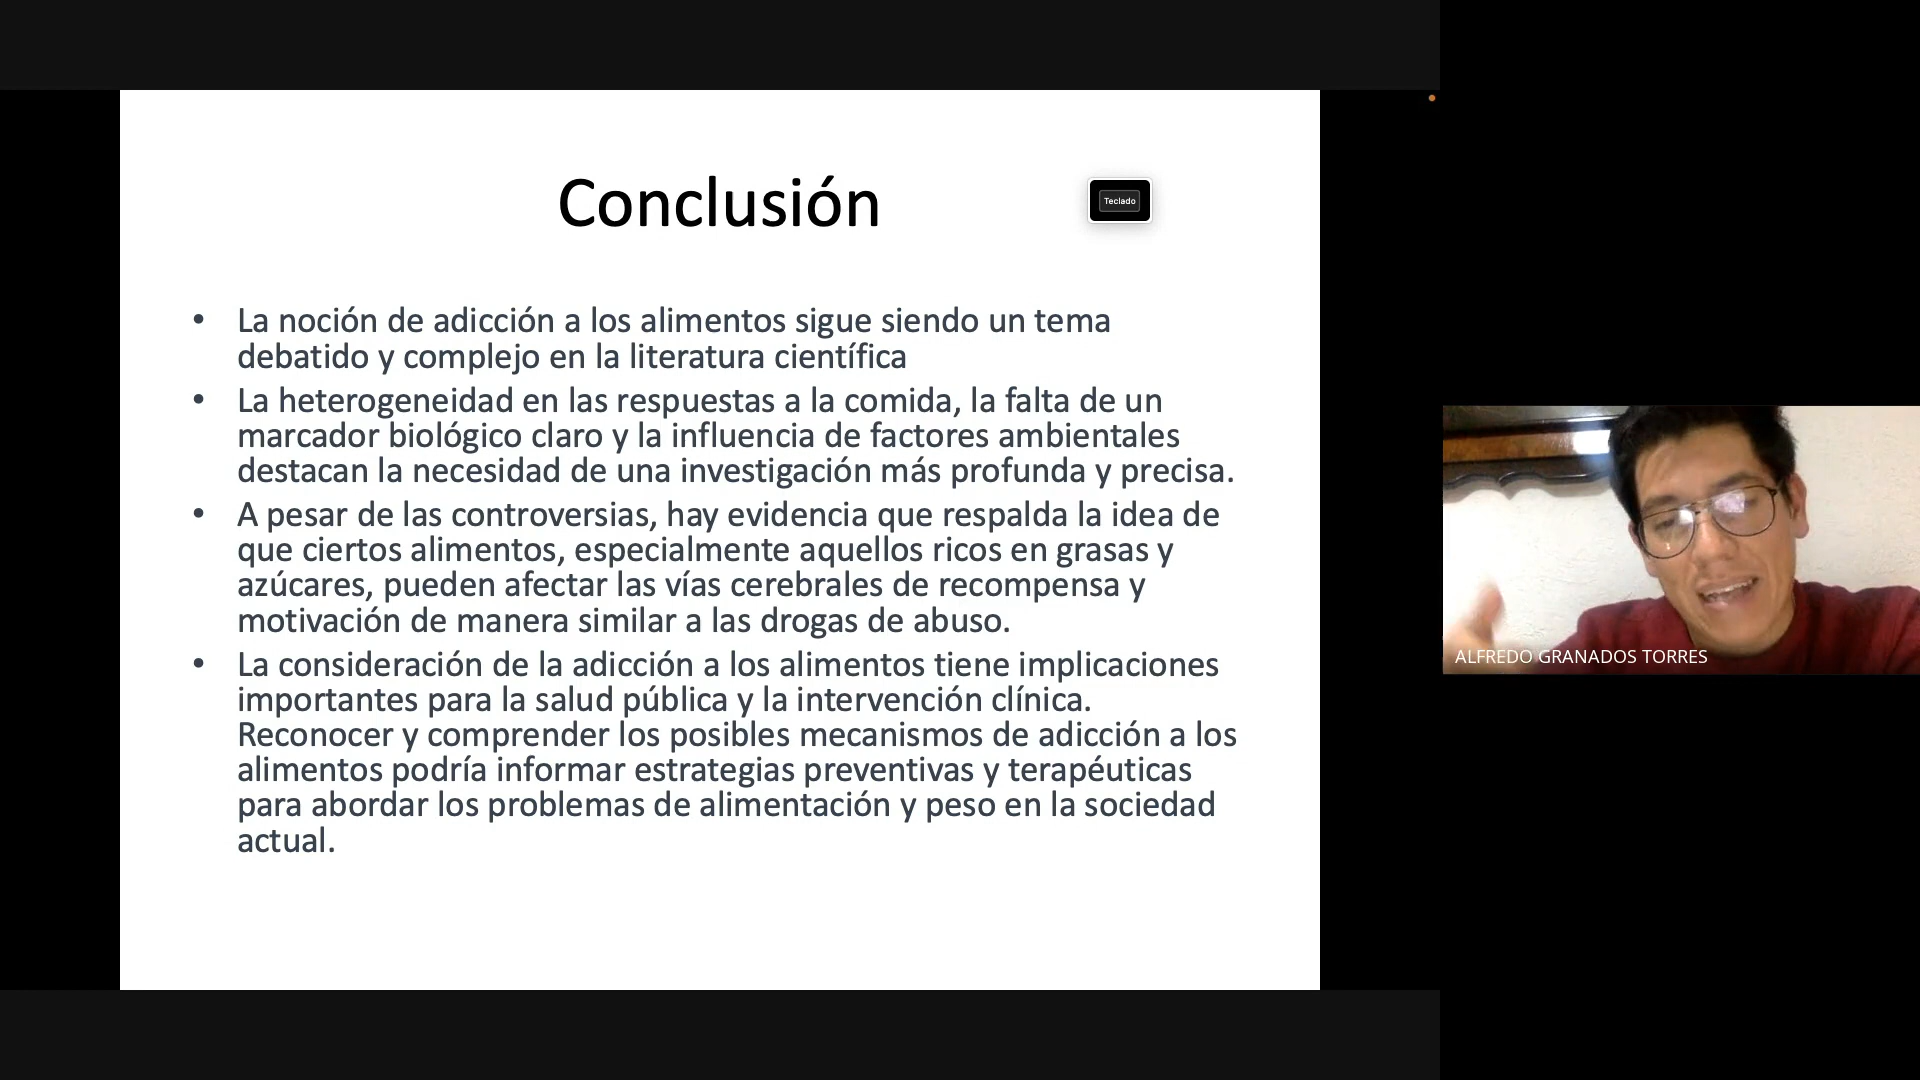 Conclusión
Teclado
• La noción de adicción a los alimentos sigue siendo un tema
debatido y complejo en la literatura científica
• La heterogeneidad en las respuestas a la comida, la falta de un
marcador biológico claro y la influencia de factores ambientales
destacan la necesidad de una investigación más profunda y precisa.
• A pesar de las controversias, hay evidencia que respalda la idea de
que ciertos alimentos, especialmente aquellos ricos en grasas y
azúcares, pueden afectar las vías cerebrales de recompensa y
motivación de manera similar a las drogas de abuso.
• La consideración de la adicción a los alimentos tiene implicaciones
importantes para la salud pública y la intervención clínica.
Reconocer y comprender los posibles mecanismos de adicción a los
alimentos podría informar estrategias preventivas y terapéuticas
para abordar los problemas de alimentación y peso en la sociedad
actual.
ALFREDO GRANADOS TORRES